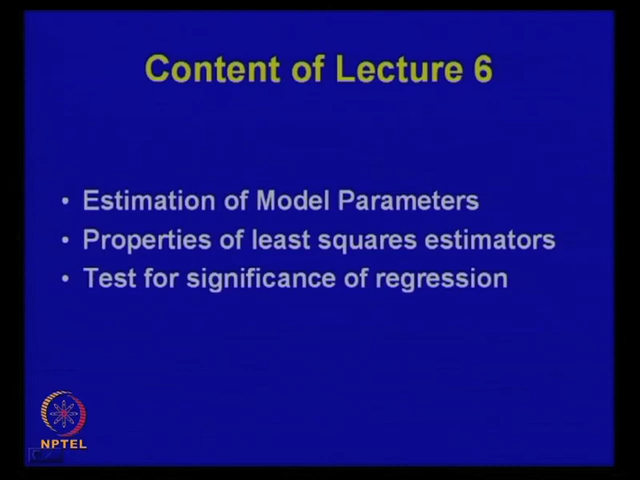 Content of Lecture 6
• Estimation of Model Parameters
• Properties of least squares estimators
• Test for significance of regression
NPTEL